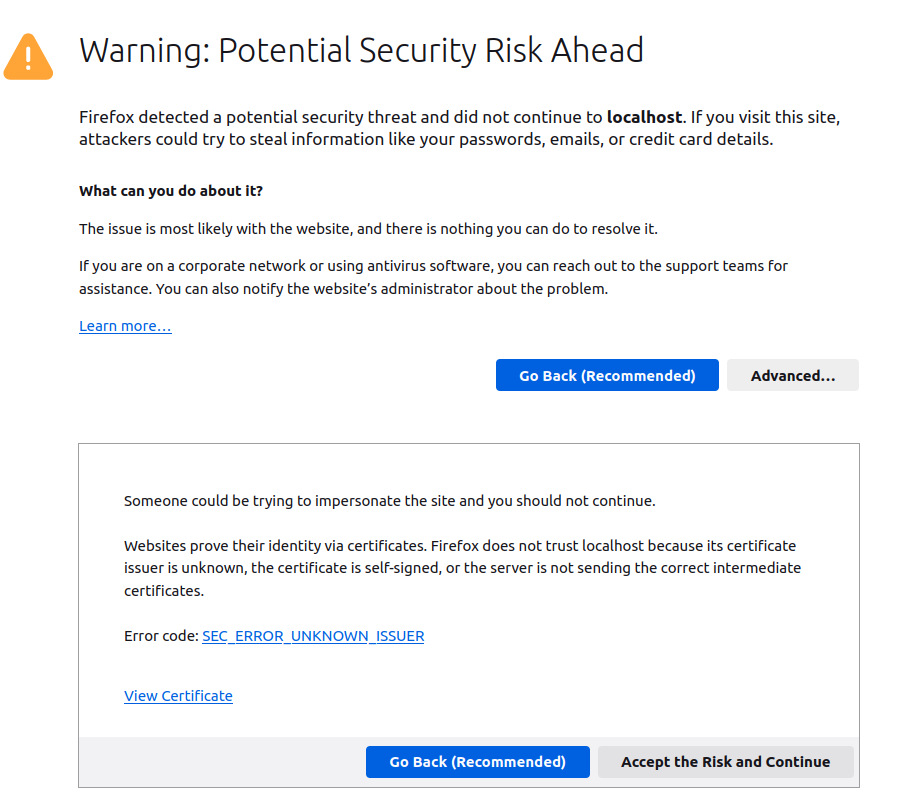 Warning: Potential Security Risk Ahead
Firefox detected a potential security threat and did not continue to localhost. If you visit this site,
attackers could try to steal information like your passwords, emails, or credit card details.
What can you do about it?
The issue is most likely with the website, and there is nothing you can do to resolve it.
If you are on a corporate network or using antivirus software, you can reach out to the support teams for
assistance. You can also notify the website’s administrator about the problem.
Learn more…
Go Back (Recommended)
Advanced…
Someone could be trying to impersonate the site and you should not continue.
Websites prove their identity via certificates. Firefox does not trust localhost because its certificate
issuer is unknown, the certificate is self-signed, or the server is not sending the correct intermediate
certificates.
Error code: SEC_ERROR_UNKNOWN_ISSUER
View Certificate
Go Back (Recommended)
Accept the Risk and Continue